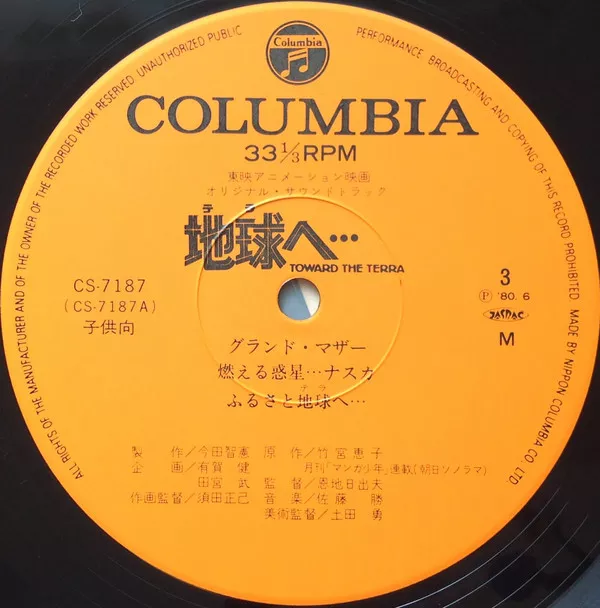 ALL RIGHTS OF THE MANUFACTURER AND OF THE OWNER OF THE RECORDED WORK RESERVED. UNAUTHORIZED PUBLIC PERFORMANCE, BROADCASTING AND COPYING OF THIS RECORD PROHIBITED. MADE BY NIPPON COLUMBIA CO. LTD.
Columbia
COLUMBIA
33 1/3 RPM
東映アニメーション映画
オリジナル・サウンドトラック
テラ
地球へ…
TOWARD THE TERRA
CS-7187
(CS-7187A)
子供向
3
Ⓟ '80. 6
JASRAC
M
グランド・マザー
燃える惑星…ナスカ
テラ
ふるさと地球へ…
製 作/今田智憲 原 作/竹宮恵子
企 画/有賀 健 月刊「マンガ少年」連載(朝日ソノラマ)
田宮 武 監 督/恩地日出夫
作画監督/須田正己 音 楽/佐藤 勝
美術監督/土田 勇